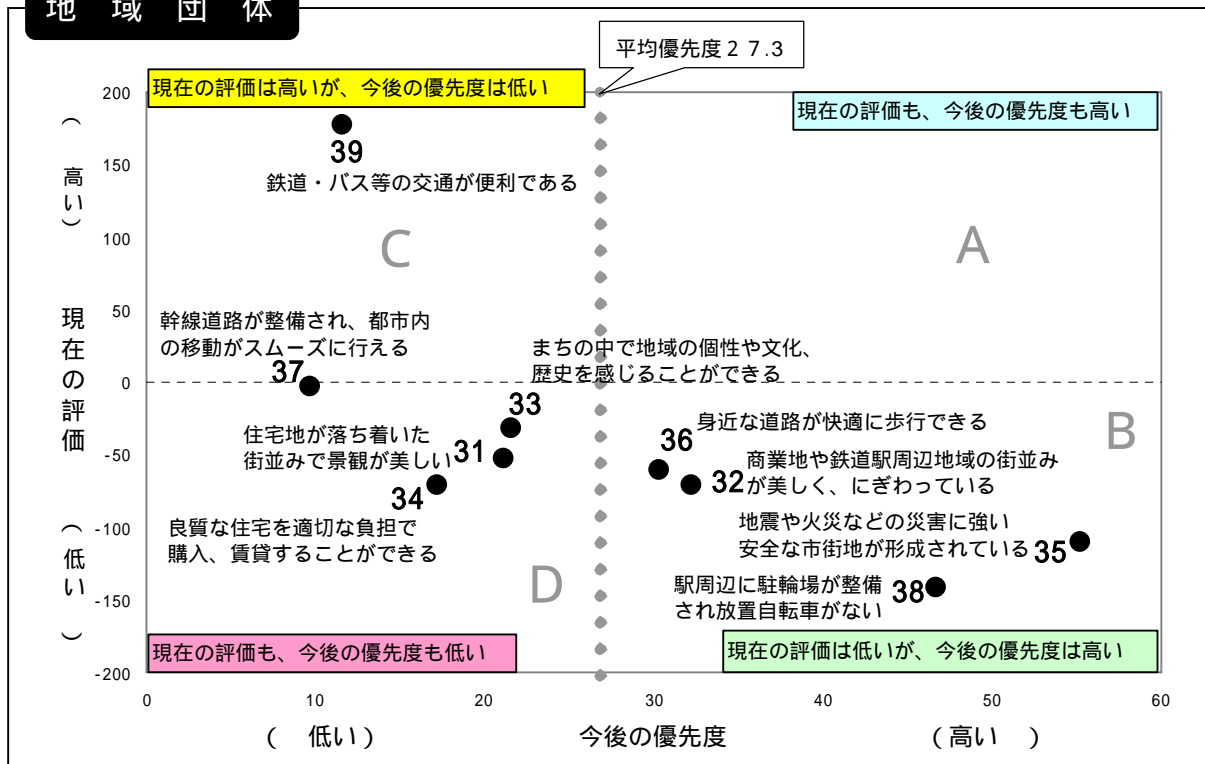 地 域 団 体
平均優先度２７.３
現在の評価は高いが、今後の優先度は低い
現在の評価も、今後の優先度も高い
200
150
100
50
0
-50
-100
-150
-200
（ 高い）
現在の評価
（低い ）
39
鉄道・バス等の交通が便利である
C
A
幹線道路が整備され、都市内
の移動がスムーズに行える
37
まちの中で地域の個性や文化、
歴史を感じることができる
33
住宅地が落ち着いた
街並みで景観が美しい
31
34
良質な住宅を適切な負担で
購入、賃貸することができる
D
B
36
身近な道路が快適に歩行できる
32
商業地や鉄道駅周辺地域の街並み
が美しく、にぎわっている
地震や火災などの災害に強い
安全な市街地が形成されている
35
駅周辺に駐輪場が整備
され放置自転車がない
38
現在の評価も、今後の優先度も低い
現在の評価は低いが、今後の優先度は高い
0 10 20 30 40 50 60
（ 低い） 今後の優先度 （高い ）